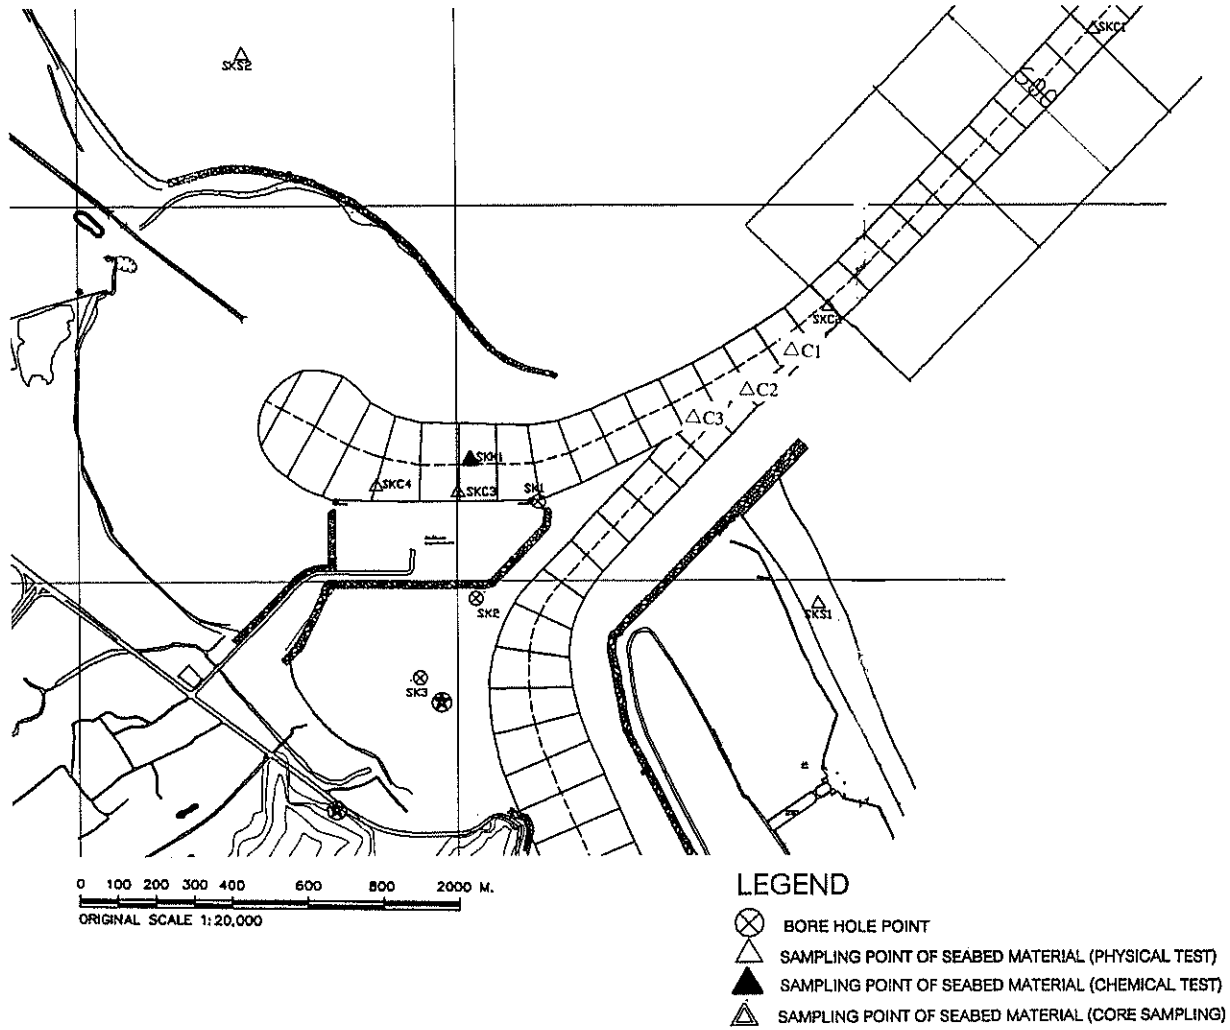 SKC1
SKS2
SKC2
C1
C2
C3
SKC4
SKC3
SK1
SK2
SKS1
SK3
0 100 200 300 400 600 800 2000 M.
ORIGINAL SCALE 1:20,000
LEGEND
BORE HOLE POINT
SAMPLING POINT OF SEABED MATERIAL (PHYSICAL TEST)
SAMPLING POINT OF SEABED MATERIAL (CHEMICAL TEST)
SAMPLING POINT OF SEABED MATERIAL (CORE SAMPLING)